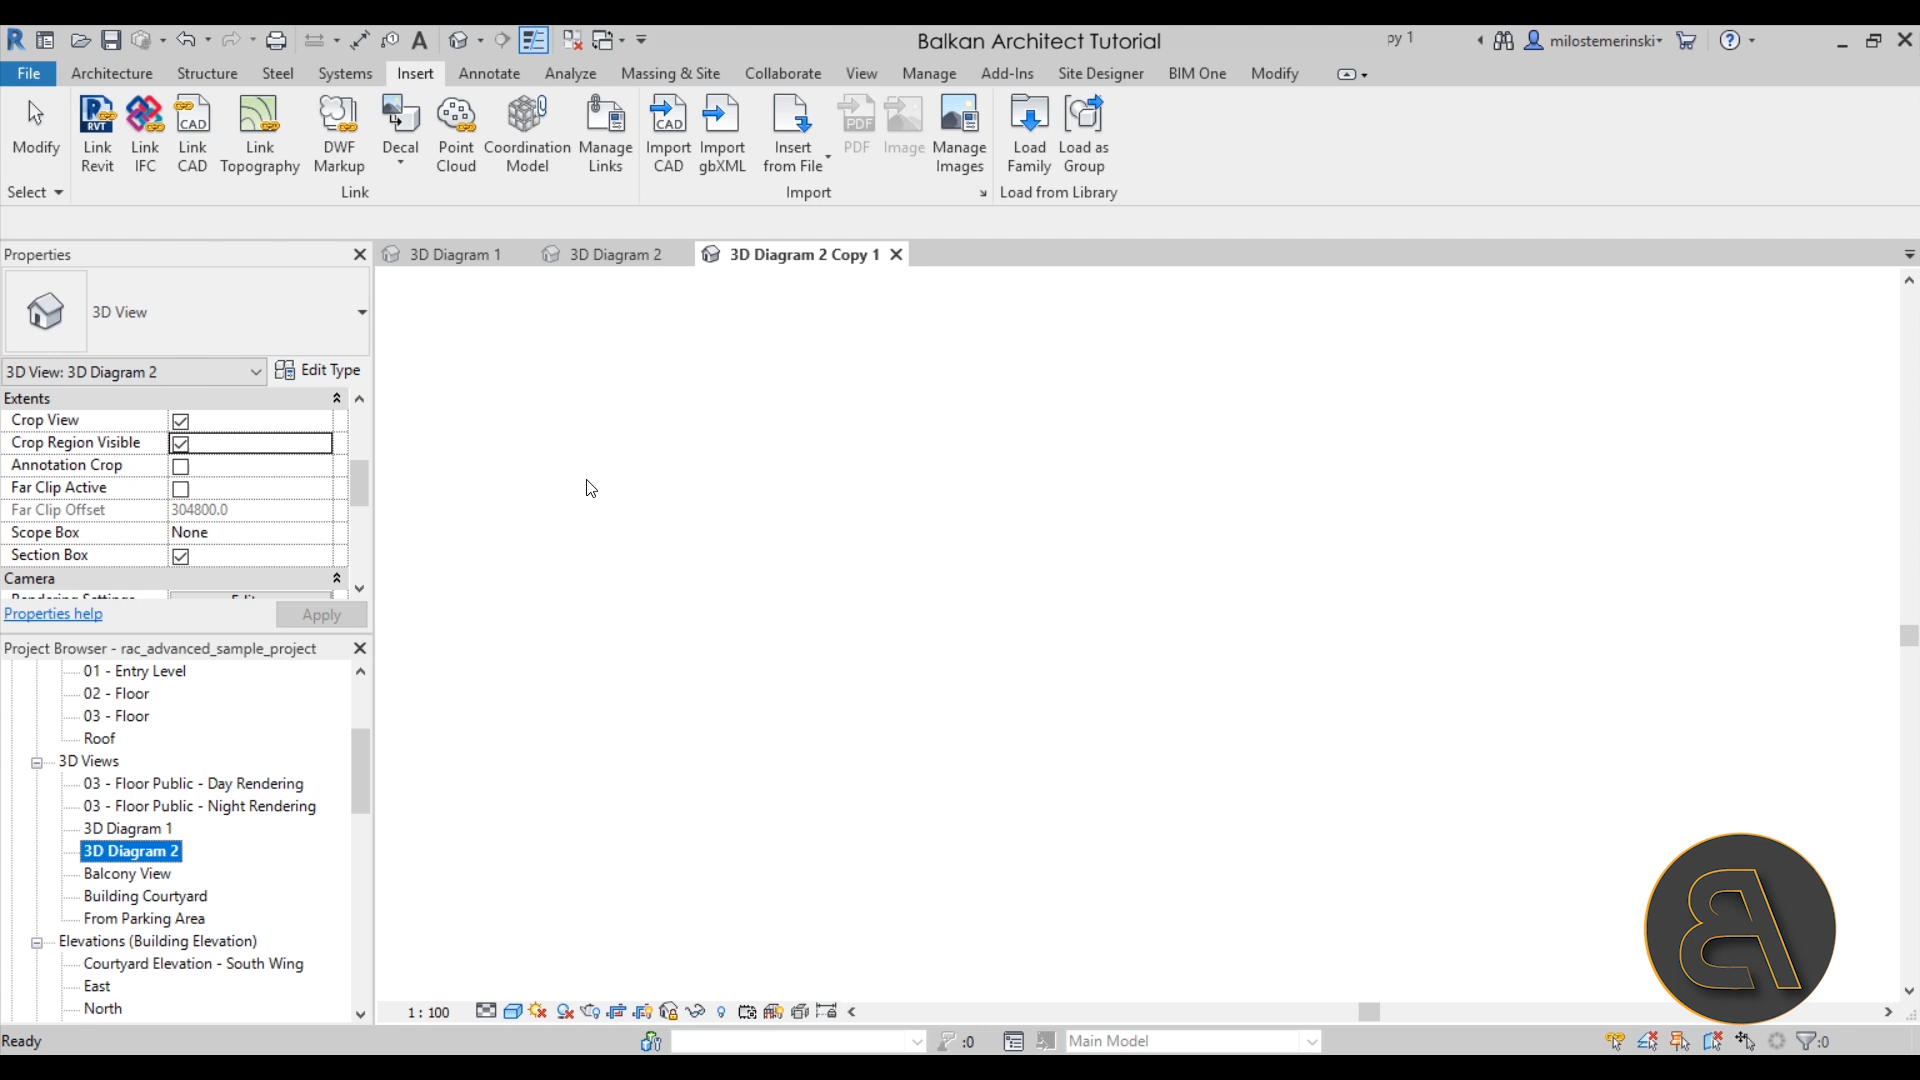 Balkan Architect Tutorial
py 1
milostemerinski
File
Architecture
Structure
Steel
Systems
Insert
Annotate
Analyze
Massing & Site
Collaborate
View
Manage
Add-Ins
Site Designer
BIM One
Modify
Modify
Link
Revit
Link
IFC
Link
CAD
Link
Topography
DWF
Markup
Decal
Point
Cloud
Coordination
Model
Manage
Links
Import
CAD
Import
gbXML
Insert
from File
PDF
Image
Manage
Images
Load
Family
Load as
Group
Select
Link
Import
Load from Library
Properties
3D Diagram 1
3D Diagram 2
3D Diagram 2 Copy 1
3D View
3D View: 3D Diagram 2
Edit Type
Extents
Crop View
Crop Region Visible
Annotation Crop
Far Clip Active
Far Clip Offset 304800.0
Scope Box None
Section Box
Camera
Properties help
Apply
Project Browser - rac_advanced_sample_project
01 - Entry Level
02 - Floor
03 - Floor
Roof
3D Views
03 - Floor Public - Day Rendering
03 - Floor Public - Night Rendering
3D Diagram 1
3D Diagram 2
Balcony View
Building Courtyard
From Parking Area
Elevations (Building Elevation)
Courtyard Elevation - South Wing
East
North
1 : 100
Ready
:0
Main Model
:0